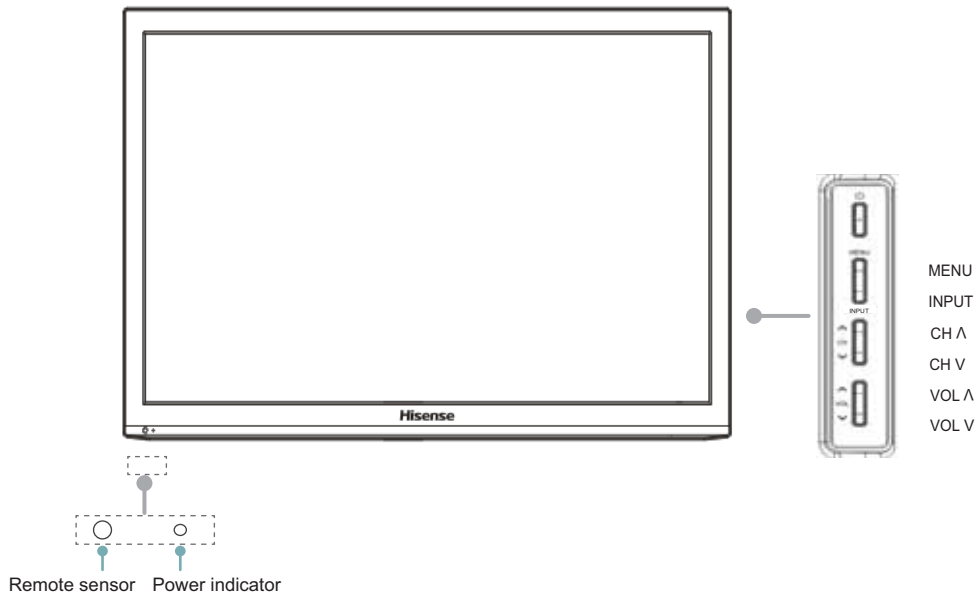 Hisense
MENU
INPUT
MENU
INPUT
CH Λ
CH V
VOL Λ
VOL V
Remote sensor Power indicator